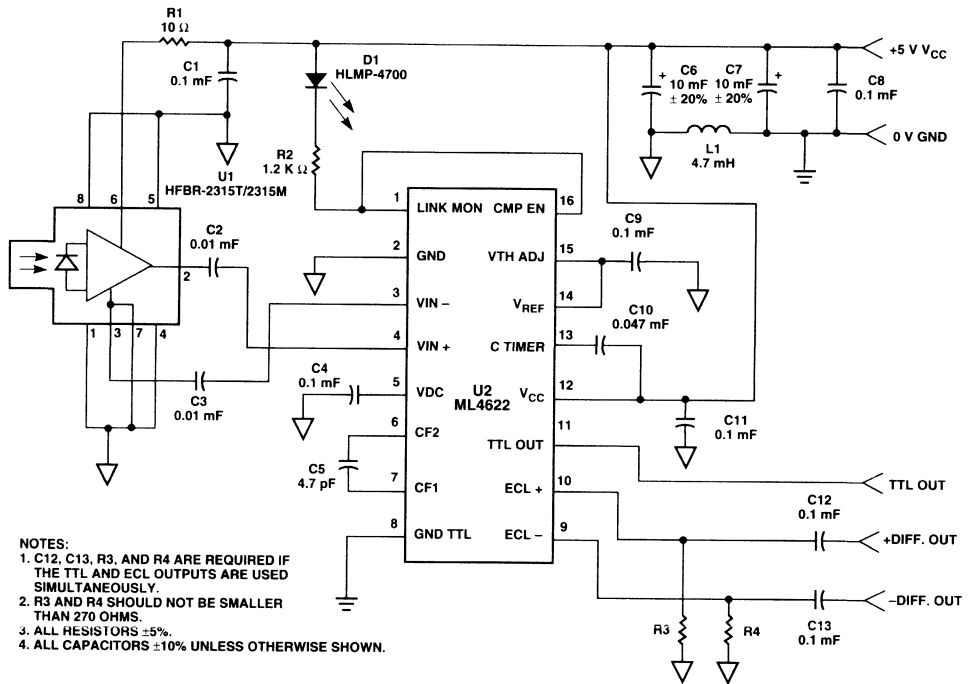 R1
10 Ω
C1
0.1 mF
D1
HLMP-4700
C6
10 mF
± 20%
C7
10 mF
± 20%
C8
0.1 mF
+5 V VCC
0 V GND
L1
4.7 mH
R2
1.2 K Ω
U1
HFBR-2315T/2315M
8
6
5
2
1
3
7
4
C2
0.01 mF
C3
0.01 mF
1
LINK MON
CMP EN
16
2
GND
VTH ADJ
15
3
VIN –
VREF
14
4
VIN +
C TIMER
13
5
VDC
VCC
12
6
CF2
TTL OUT
11
7
CF1
ECL +
10
8
GND TTL
ECL –
9
U2
ML4622
C4
0.1 mF
C5
4.7 pF
C9
0.1 mF
C10
0.047 mF
C11
0.1 mF
TTL OUT
C12
0.1 mF
+DIFF. OUT
–DIFF. OUT
C13
0.1 mF
R3
R4
NOTES:
1. C12, C13, R3, AND R4 ARE REQUIRED IF
THE TTL AND ECL OUTPUTS ARE USED
SIMULTANEOUSLY.
2. R3 AND R4 SHOULD NOT BE SMALLER
THAN 270 OHMS.
3. ALL RESISTORS ±5%.
4. ALL CAPACITORS ±10% UNLESS OTHERWISE SHOWN.
+
+